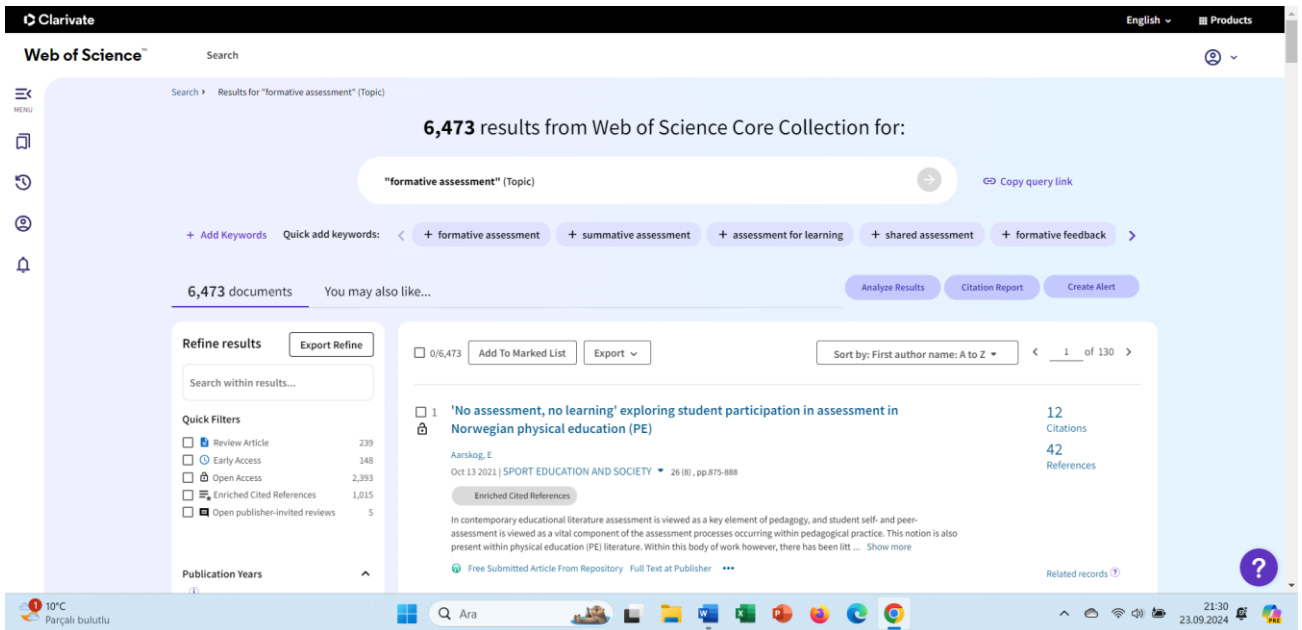 Clarivate
English
Products
Web of Science™
Search
MENU
Search › Results for "formative assessment" (Topic)
6,473 results from Web of Science Core Collection for:
"formative assessment" (Topic)
Copy query link
+ Add Keywords
Quick add keywords:
+ formative assessment
+ summative assessment
+ assessment for learning
+ shared assessment
+ formative feedback
6,473 documents
You may also like...
Analyze Results
Citation Report
Create Alert
Refine results
Export Refine
Search within results...
Quick Filters
Review Article 239
Early Access 148
Open Access 2,393
Enriched Cited References 1,015
Open publisher-invited reviews 5
Publication Years
0/6,473
Add To Marked List
Export
Sort by: First author name: A to Z
1 of 130
1
'No assessment, no learning' exploring student participation in assessment in
Norwegian physical education (PE)
Aarskog, E
Oct 13 2021 | SPORT EDUCATION AND SOCIETY 26 (8), pp.875-888
Enriched Cited References
In contemporary educational literature assessment is viewed as a key element of pedagogy, and student self- and peer-
assessment is viewed as a vital component of the assessment processes occurring within pedagogical practice. This notion is also
present within physical education (PE) literature. Within this body of work however, there has been litt ... Show more
Free Submitted Article From Repository Full Text at Publisher •••
12
Citations
42
References
Related records ?
?
1
10°C
Parçalı bulutlu
Ara
21:30
23.09.2024
PRE